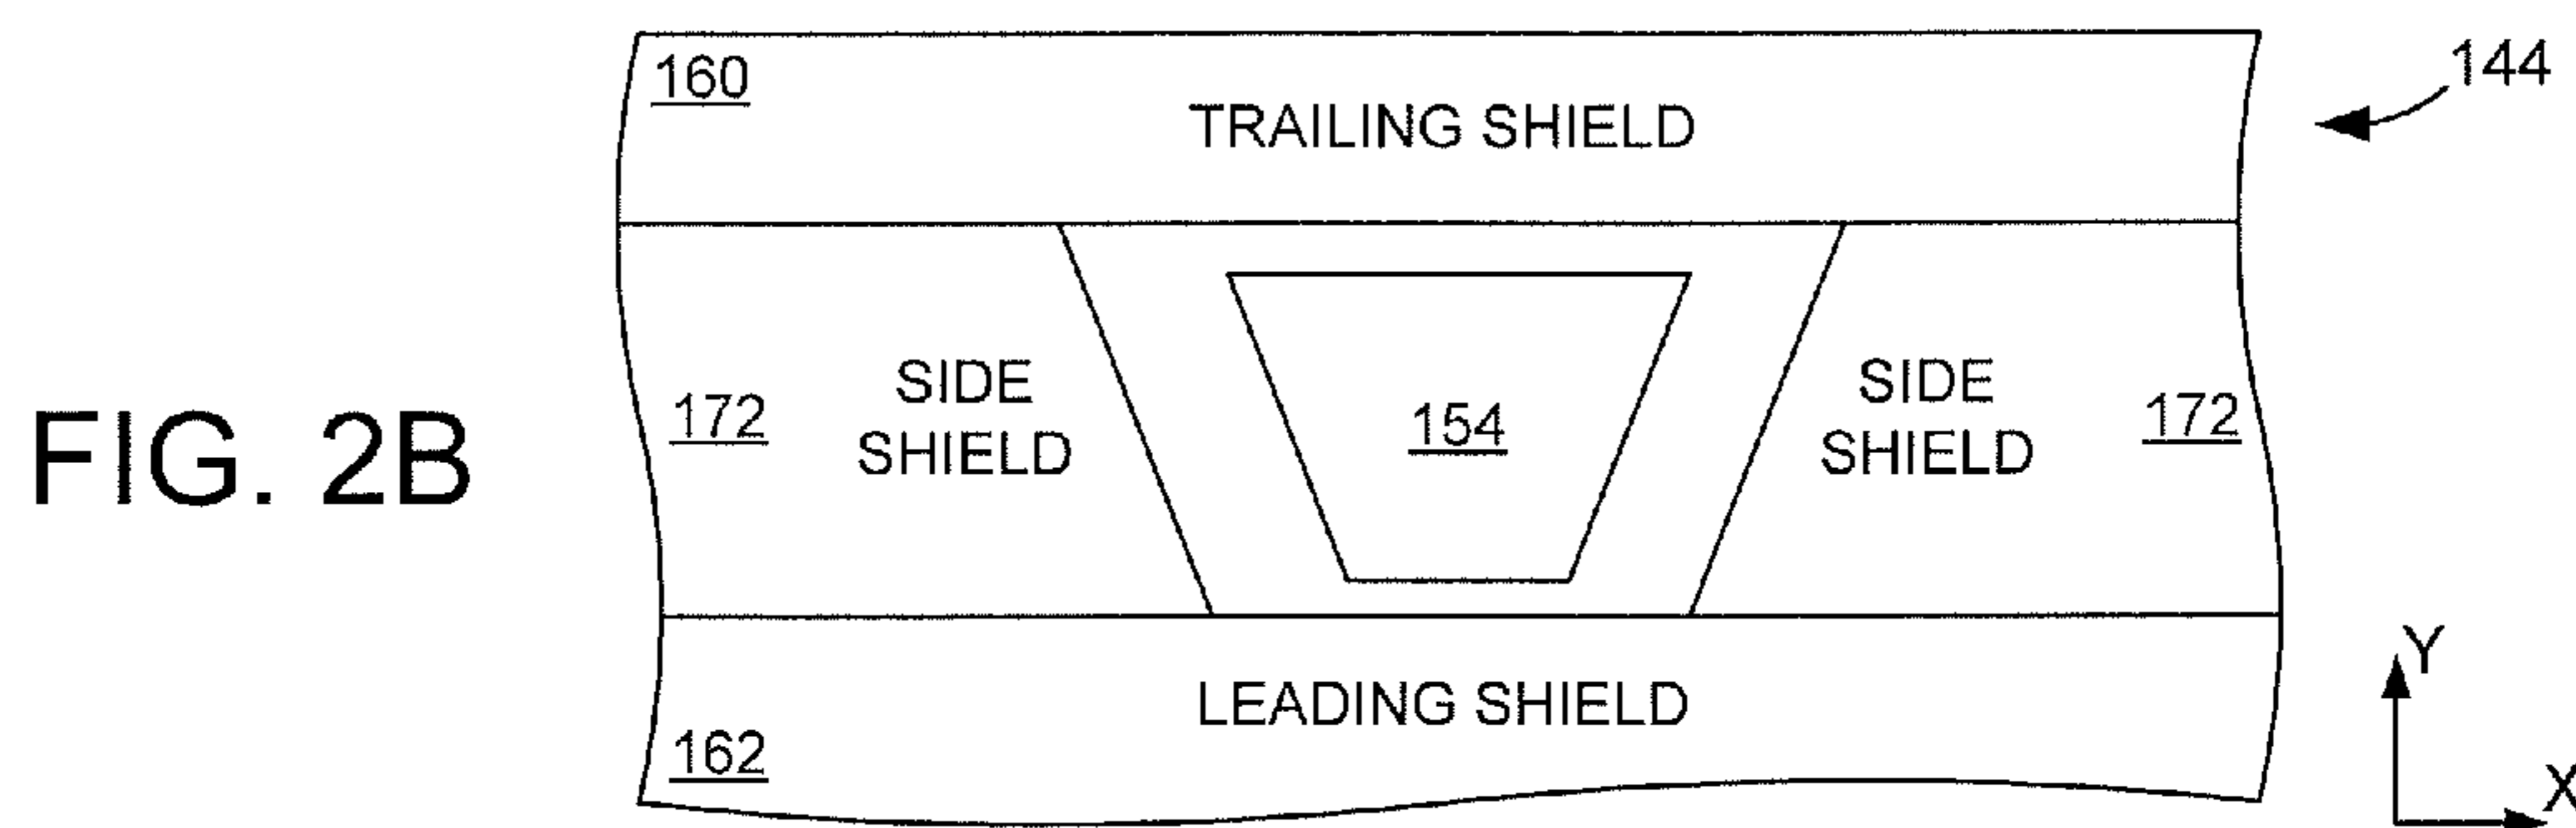 160
144
TRAILING SHIELD
FIG. 2B
172
SIDE
SHIELD
154
SIDE
SHIELD
172
LEADING SHIELD
162
Y
X